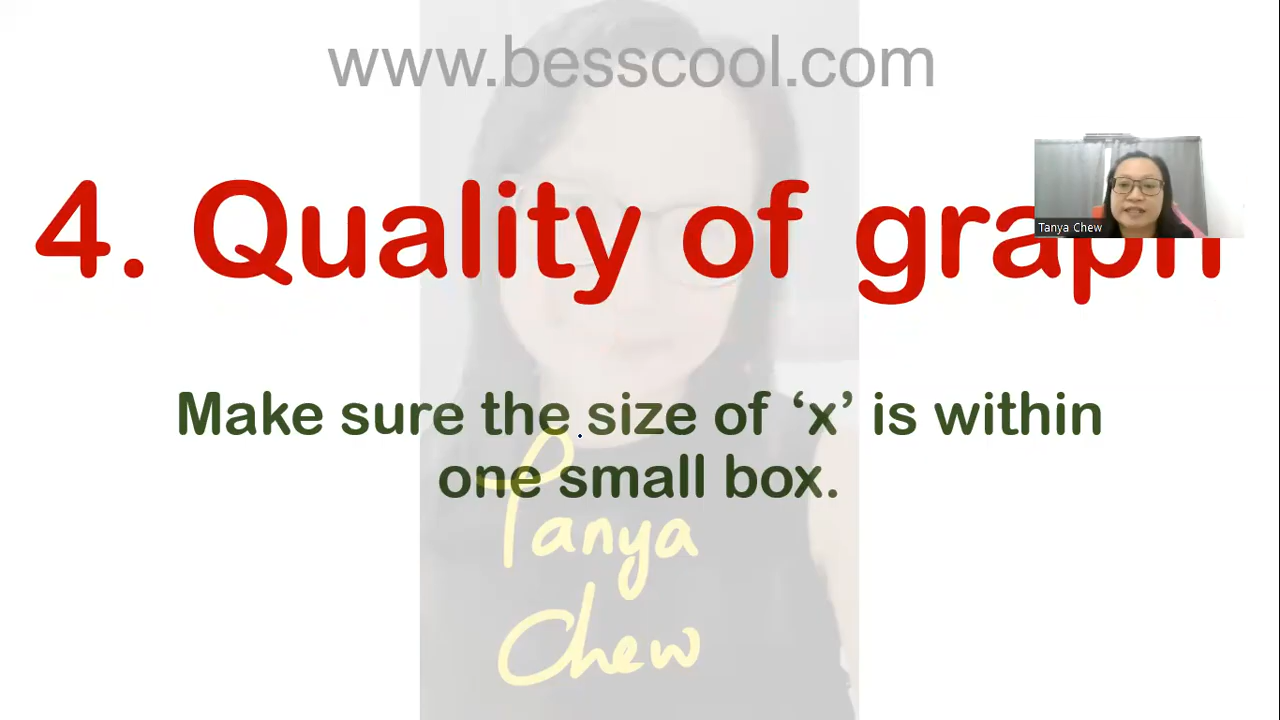 www.besscool.com
4. Quality of graph
Tanya Chew
Make sure the size of ‘x’ is within
one small box.
Tanya
Chew